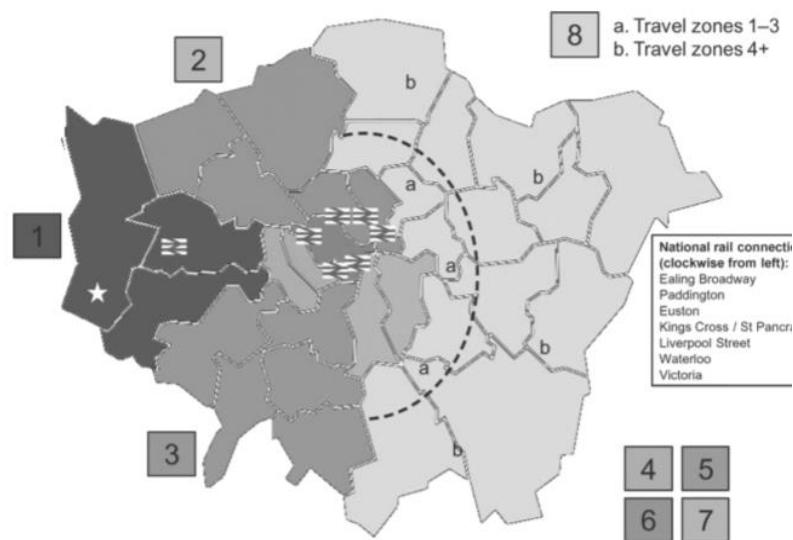 8
a. Travel zones 1–3
b. Travel zones 4+
2
b
a
b
1
a
National rail connectio
(clockwise from left):
Ealing Broadway
Paddington
Euston
Kings Cross / St Pancra
Liverpool Street
Waterloo
Victoria
b
a
3
b
4
5
6
7